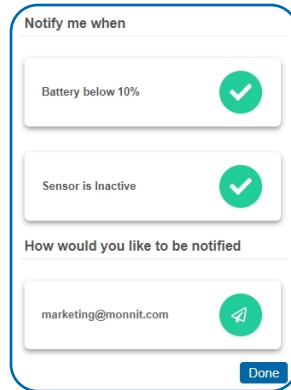 Notify me when
Battery below 10%
Sensor is Inactive
How would you like to be notified
marketing@monnit.com
Done